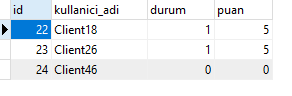 id kullanici_adi durum puan
22 Client18 1 5
23 Client26 1 5
24 Client46 0 0